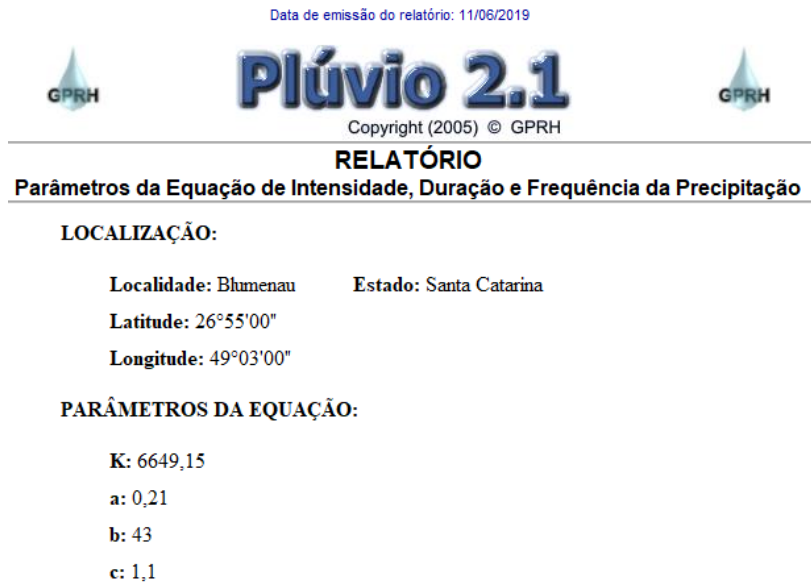 Data de emissão do relatório: 11/06/2019
GPRH
Plúvio 2.1
GPRH
Copyright (2005) © GPRH
RELATÓRIO
Parâmetros da Equação de Intensidade, Duração e Frequência da Precipitação
LOCALIZAÇÃO:
Localidade: Blumenau Estado: Santa Catarina
Latitude: 26°55'00"
Longitude: 49°03'00"
PARÂMETROS DA EQUAÇÃO:
K: 6649,15
a: 0,21
b: 43
c: 1,1